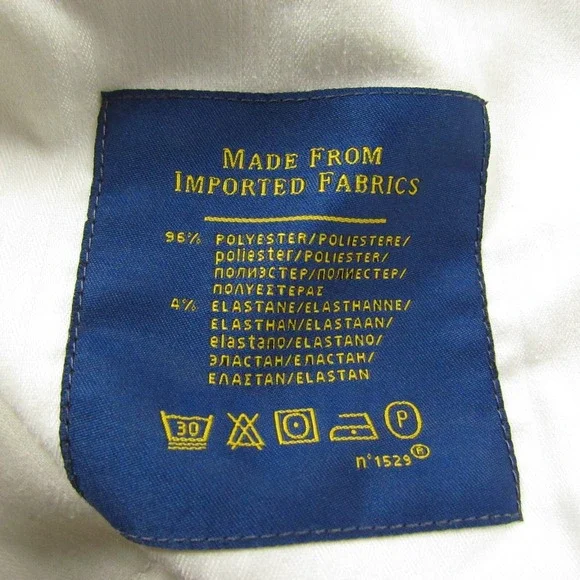 MADE FROM
IMPORTED FABRICS
96% POLYESTER/POLIESTERE/
poliester/POLIESTER/
ПОЛИЭСТЕР/ПОЛИЕСТЕР/
ΠΟΛΥΕΣΤΕΡΑΣ
4% ELASTANE/ELASTHANNE/
ELASTHAN/ELASTAAN/
elastano/ELASTANO/
ЭЛАСТАН/ЕЛАСТАН/
ΕΛΑΣΤΑΝ/ELASTAN
30 P
n°1529®